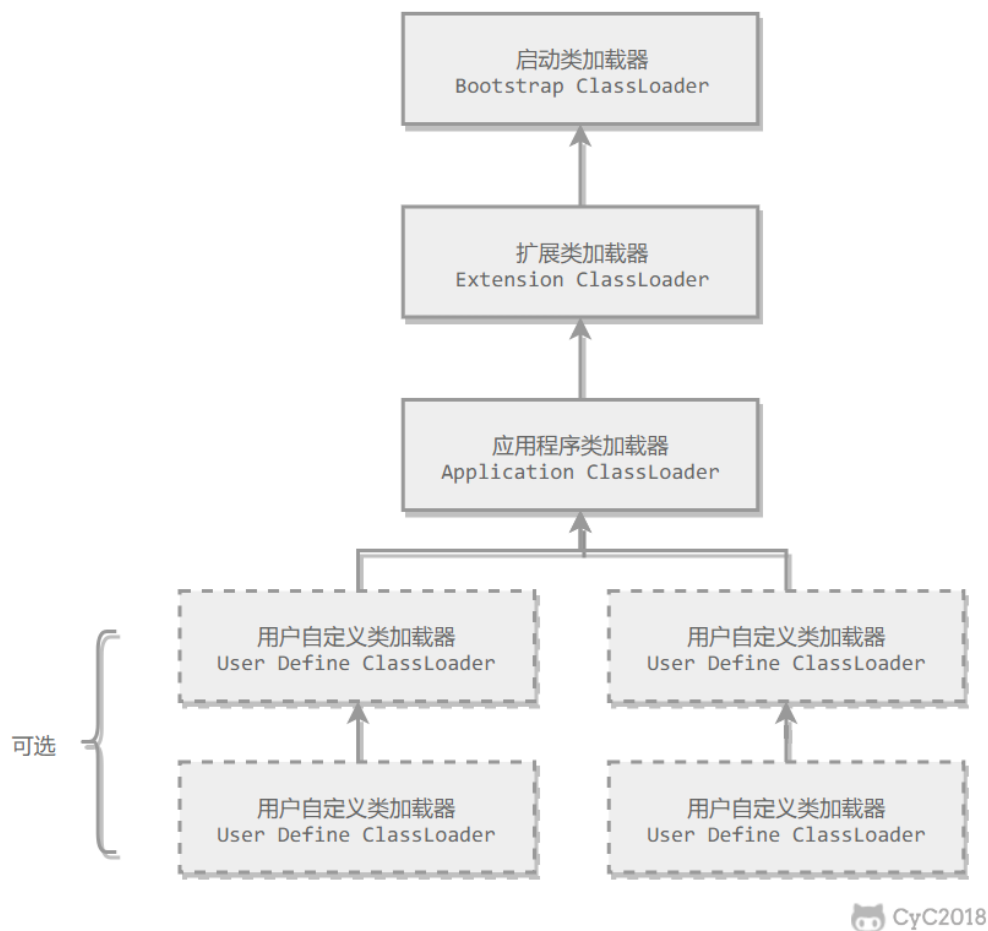 启动类加载器
Bootstrap ClassLoader
扩展类加载器
Extension ClassLoader
应用程序类加载器
Application ClassLoader
用户自定义类加载器
User Define ClassLoader
用户自定义类加载器
User Define ClassLoader
可选
用户自定义类加载器
User Define ClassLoader
用户自定义类加载器
User Define ClassLoader
CyC2018